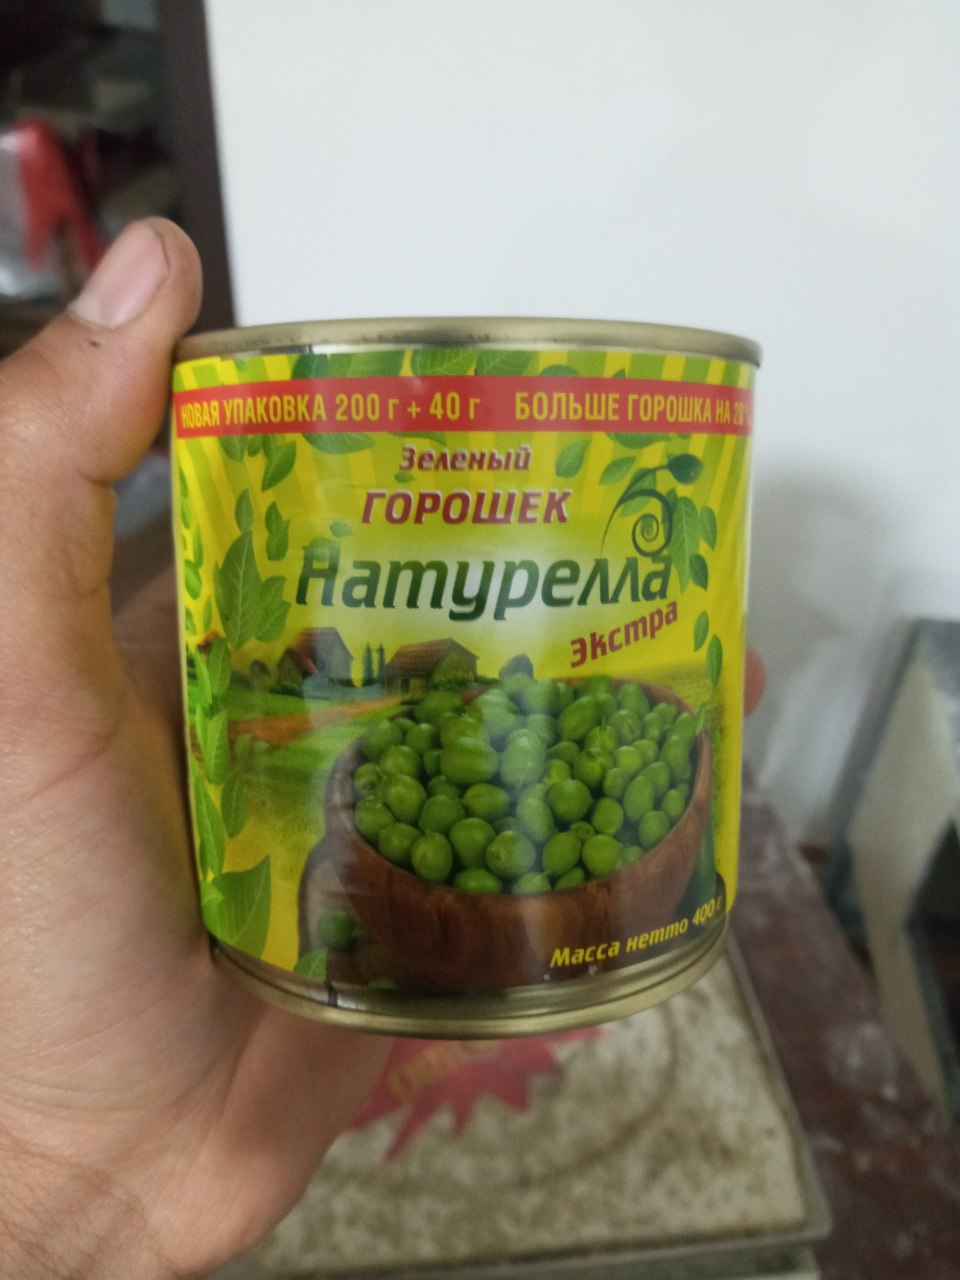 НОВАЯ УПАКОВКА 200 г + 40 г БОЛЬШЕ ГОРОШКА НА 20%
Зеленый
ГОРОШЕК
Натурелла
Экстра
Масса нетто 400 г